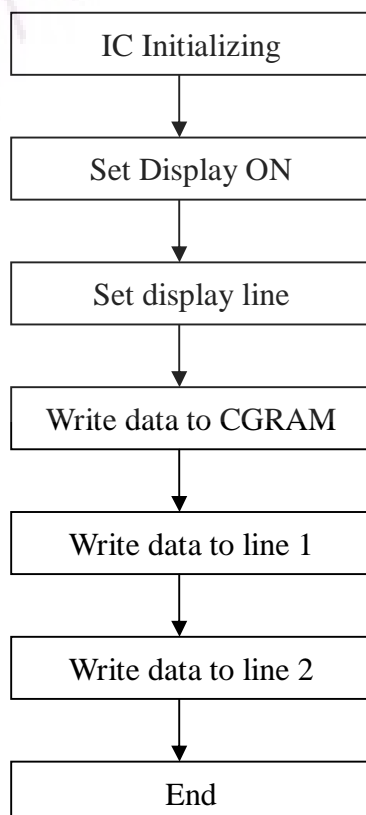 IC Initializing
Set Display ON
Set display line
Write data to CGRAM
Write data to line 1
Write data to line 2
End